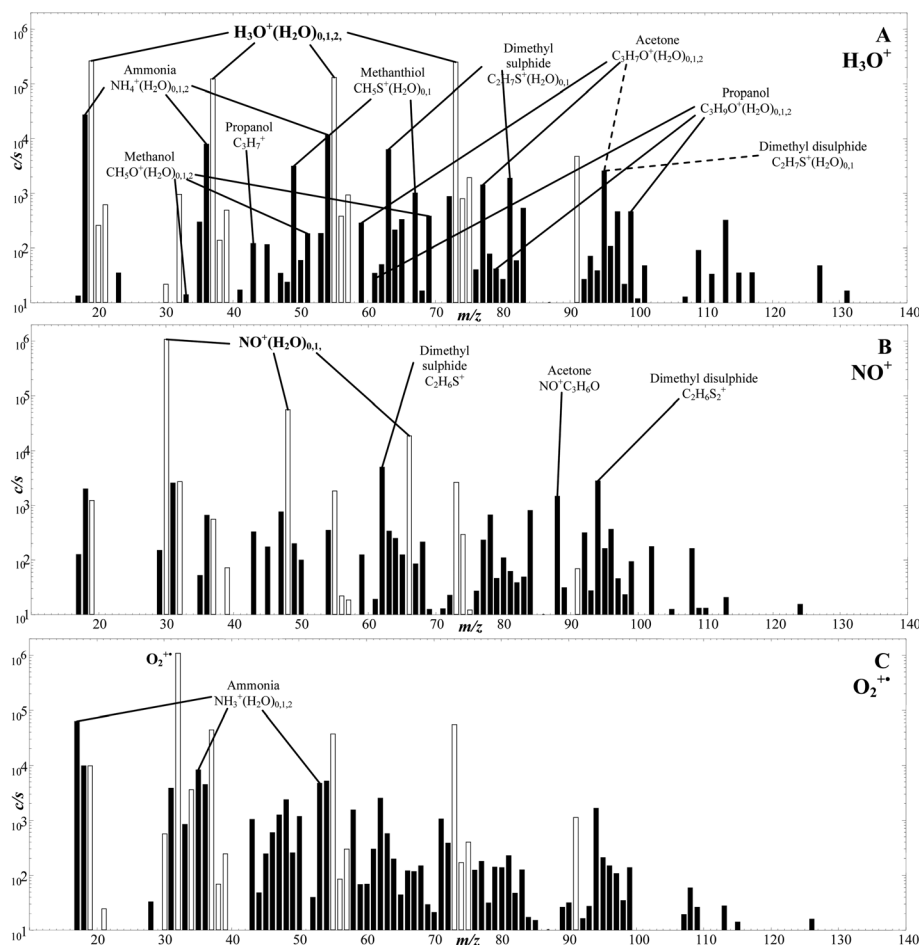 A
H₃O⁺
H₃O⁺(H₂O)₀,₁,₂,
Ammonia
NH₄⁺(H₂O)₀,₁,₂
Methanol
CH₅O⁺(H₂O)₀,₁,₂
Propanol
C₃H₇⁺
Methanthiol
CH₅S⁺(H₂O)₀,₁
Dimethyl
sulphide
C₂H₇S⁺(H₂O)₀,₁
Acetone
C₃H₇O⁺(H₂O)₀,₁,₂
Propanol
C₃H₉O⁺(H₂O)₀,₁,₂
Dimethyl disulphide
C₂H₇S⁺(H₂O)₀,₁
c/s
10⁶
10⁵
10⁴
10³
10²
10¹
20 30 40 50 60 70 80 90 100 110 120 130 140
m/z
B
NO⁺
NO⁺(H₂O)₀,₁,
Dimethyl
sulphide
C₂H₆S⁺
Acetone
NO⁺C₃H₆O
Dimethyl disulphide
C₂H₆S₂⁺
c/s
10⁶
10⁵
10⁴
10³
10²
10¹
20 30 40 50 60 70 80 90 100 110 120 130 140
m/z
C
O₂⁺•
O₂⁺•
Ammonia
NH₃⁺(H₂O)₀,₁,₂
c/s
10⁶
10⁵
10⁴
10³
10²
10¹
20 30 40 50 60 70 80 90 100 110 120 130 140
m/z